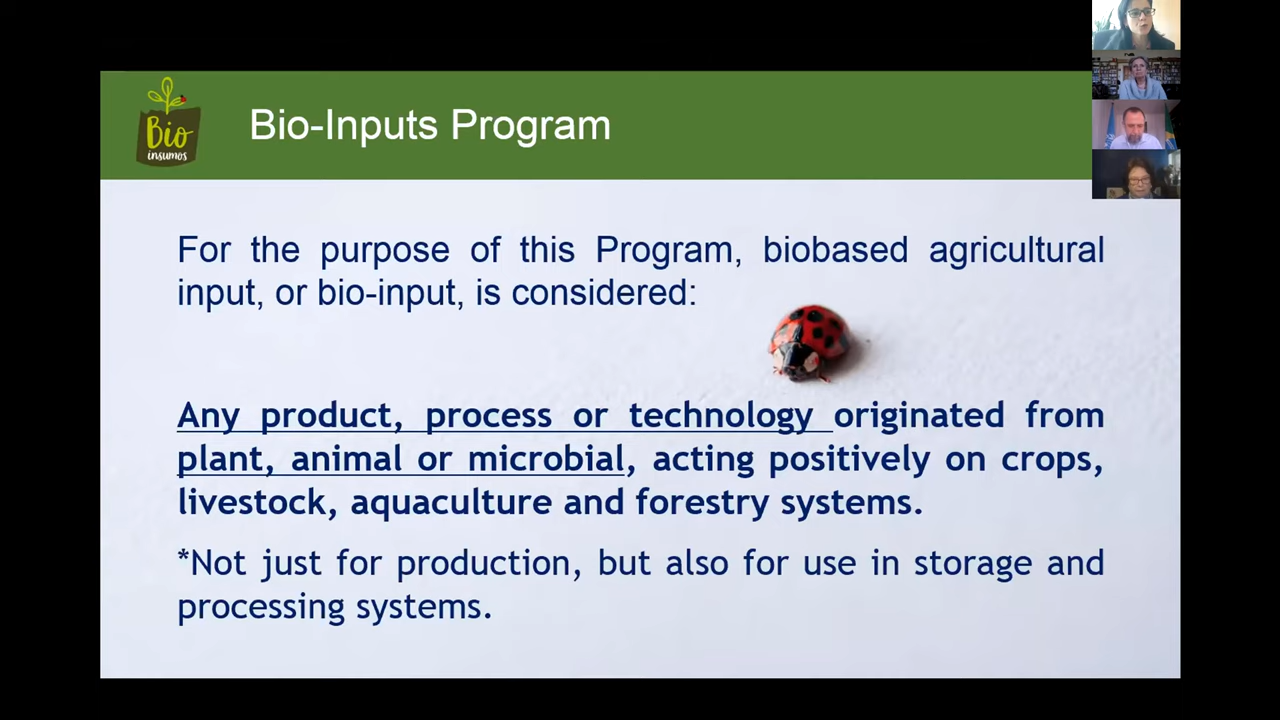 Bio
insumos
Bio-Inputs Program
For the purpose of this Program, biobased agricultural
input, or bio-input, is considered:
Any product, process or technology originated from
plant, animal or microbial, acting positively on crops,
livestock, aquaculture and forestry systems.
*Not just for production, but also for use in storage and
processing systems.